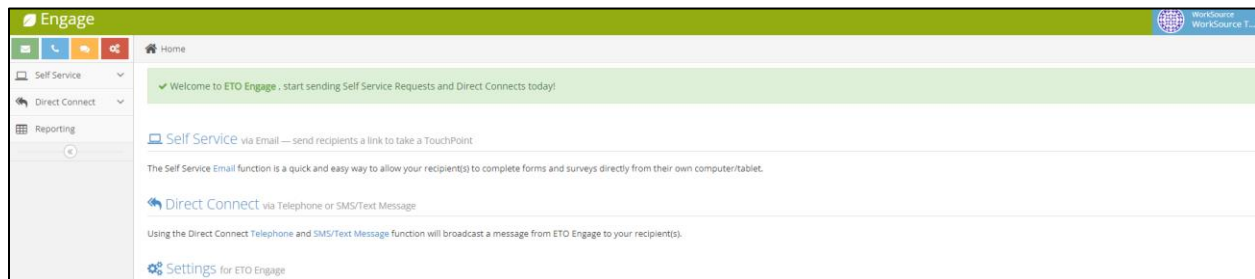 Engage
WorkSource
WorkSource T...
Home
Self Service
Direct Connect
Reporting
Welcome to ETO Engage , start sending Self Service Requests and Direct Connects today!
Self Service via Email — send recipients a link to take a TouchPoint
The Self Service Email function is a quick and easy way to allow your recipient(s) to complete forms and surveys directly from their own computer/tablet.
Direct Connect via Telephone or SMS/Text Message
Using the Direct Connect Telephone and SMS/Text Message function will broadcast a message from ETO Engage to your recipient(s).
Settings for ETO Engage